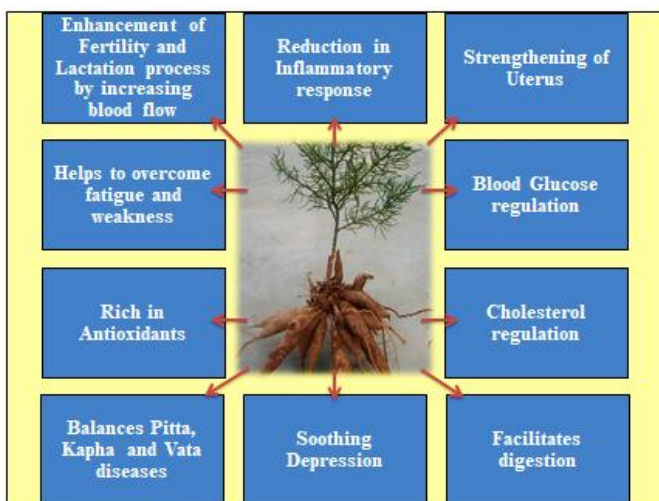 Enhancement of
Fertility and
Lactation process
by increasing
blood flow
Reduction in
Inflammatory
response
Strengthening of
Uterus
Helps to overcome
fatigue and
weakness
Blood Glucose
regulation
Rich in
Antioxidants
Cholesterol
regulation
Balances Pitta,
Kapha and Vata
diseases
Soothing
Depression
Facilitates
digestion